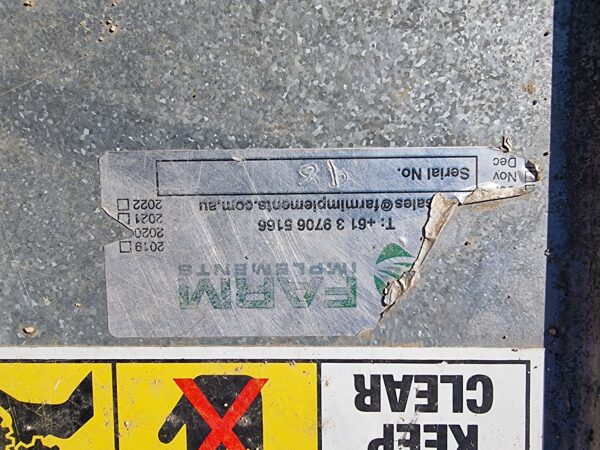 KEEP
CLEAR
FARM
IMPLEMENTS
T: +61 3 9706 5166
sales@farmimplements.com.au
Serial No.
Nov
Dec
2019
2020
2021
2022